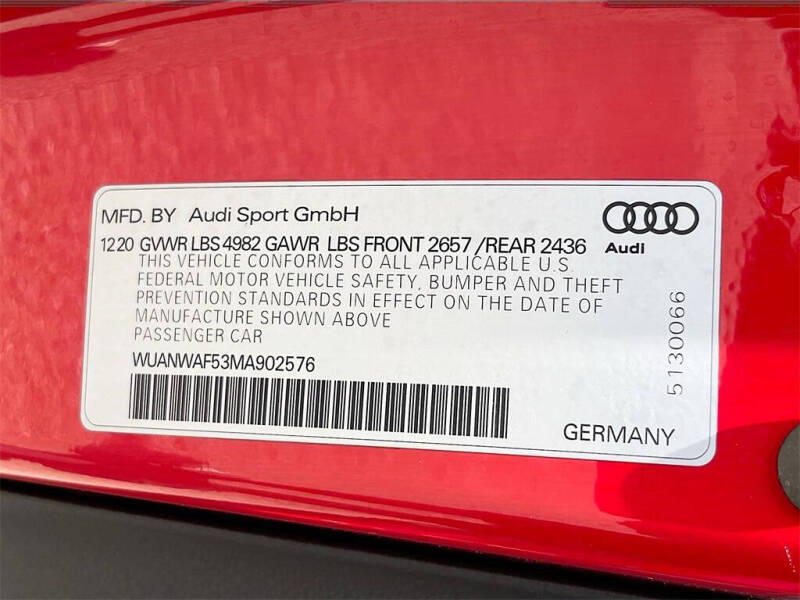 MFD. BY Audi Sport GmbH
Audi
12 20 GVWR LBS 4982 GAWR LBS FRONT 2657 /REAR 2436
THIS VEHICLE CONFORMS TO ALL APPLICABLE U.S.
FEDERAL MOTOR VEHICLE SAFETY, BUMPER AND THEFT
PREVENTION STANDARDS IN EFFECT ON THE DATE OF
MANUFACTURE SHOWN ABOVE
PASSENGER CAR
WUANWAF53MA902576
GERMANY
5130066